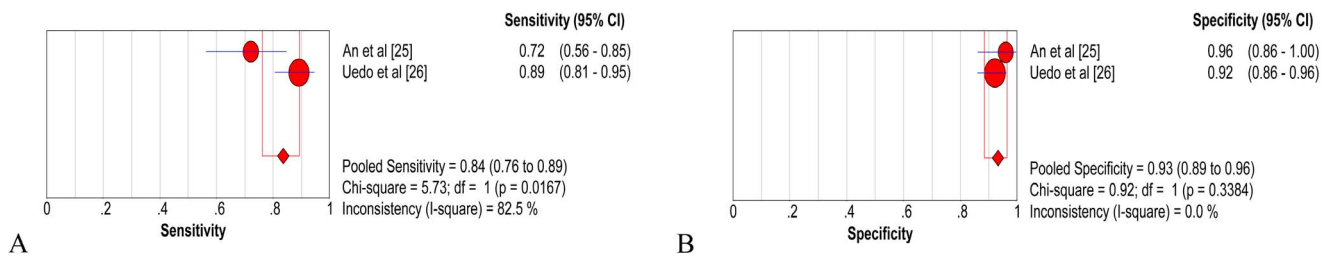 Sensitivity (95% CI)
An et al [25] 0.72 (0.56 - 0.85)
Uedo et al [26] 0.89 (0.81 - 0.95)
Pooled Sensitivity = 0.84 (0.76 to 0.89)
Chi-square = 5.73; df = 1 (p = 0.0167)
Inconsistency (I-square) = 82.5 %
0 .2 .4 .6 .8 1
Sensitivity
A
Specificity (95% CI)
An et al [25] 0.96 (0.86 - 1.00)
Uedo et al [26] 0.92 (0.86 - 0.96)
Pooled Specificity = 0.93 (0.89 to 0.96)
Chi-square = 0.92; df = 1 (p = 0.3384)
Inconsistency (I-square) = 0.0 %
0 .2 .4 .6 .8 1
Specificity
B